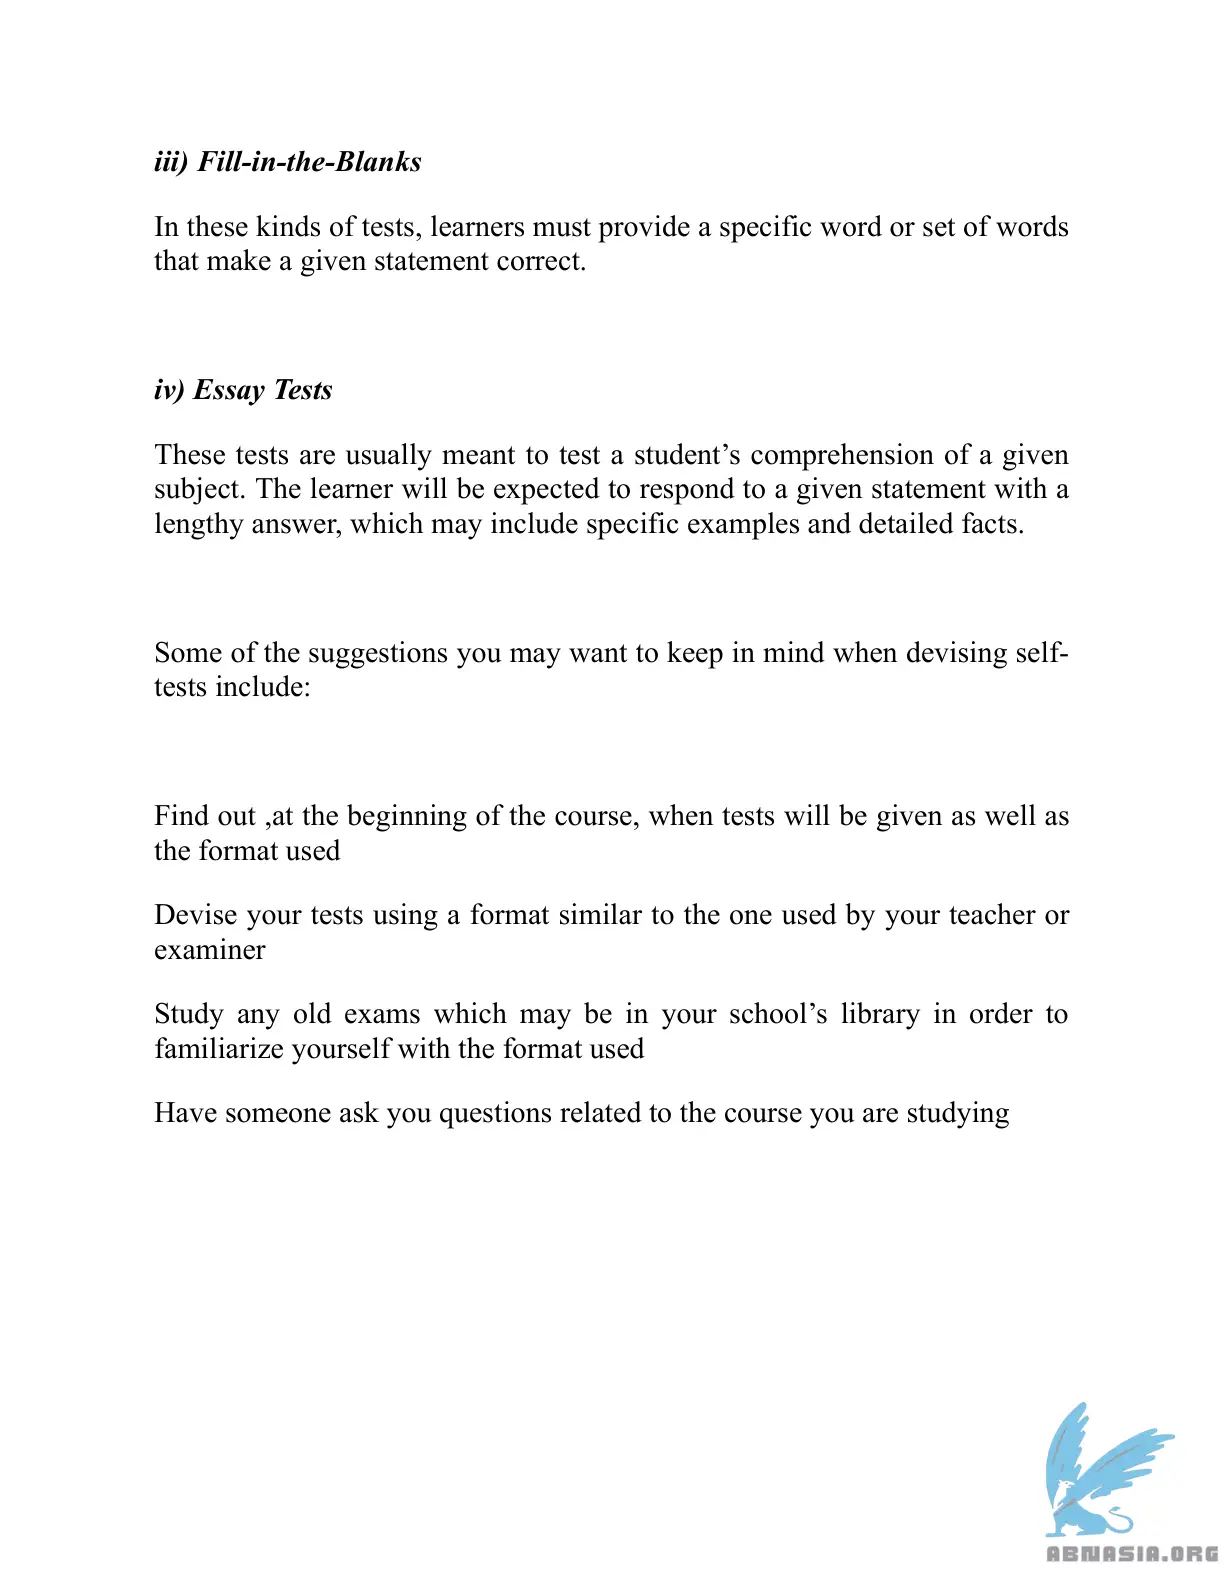 iii) Fill-in-the-Blanks
In these kinds of tests, learners must provide a specific word or set of words
that make a given statement correct.
iv) Essay Tests
These tests are usually meant to test a student’s comprehension of a given
subject. The learner will be expected to respond to a given statement with a
lengthy answer, which may include specific examples and detailed facts.
Some of the suggestions you may want to keep in mind when devising self-
tests include:
Find out ,at the beginning of the course, when tests will be given as well as
the format used
Devise your tests using a format similar to the one used by your teacher or
examiner
Study any old exams which may be in your school’s library in order to
familiarize yourself with the format used
Have someone ask you questions related to the course you are studying
ABNASIA.ORG